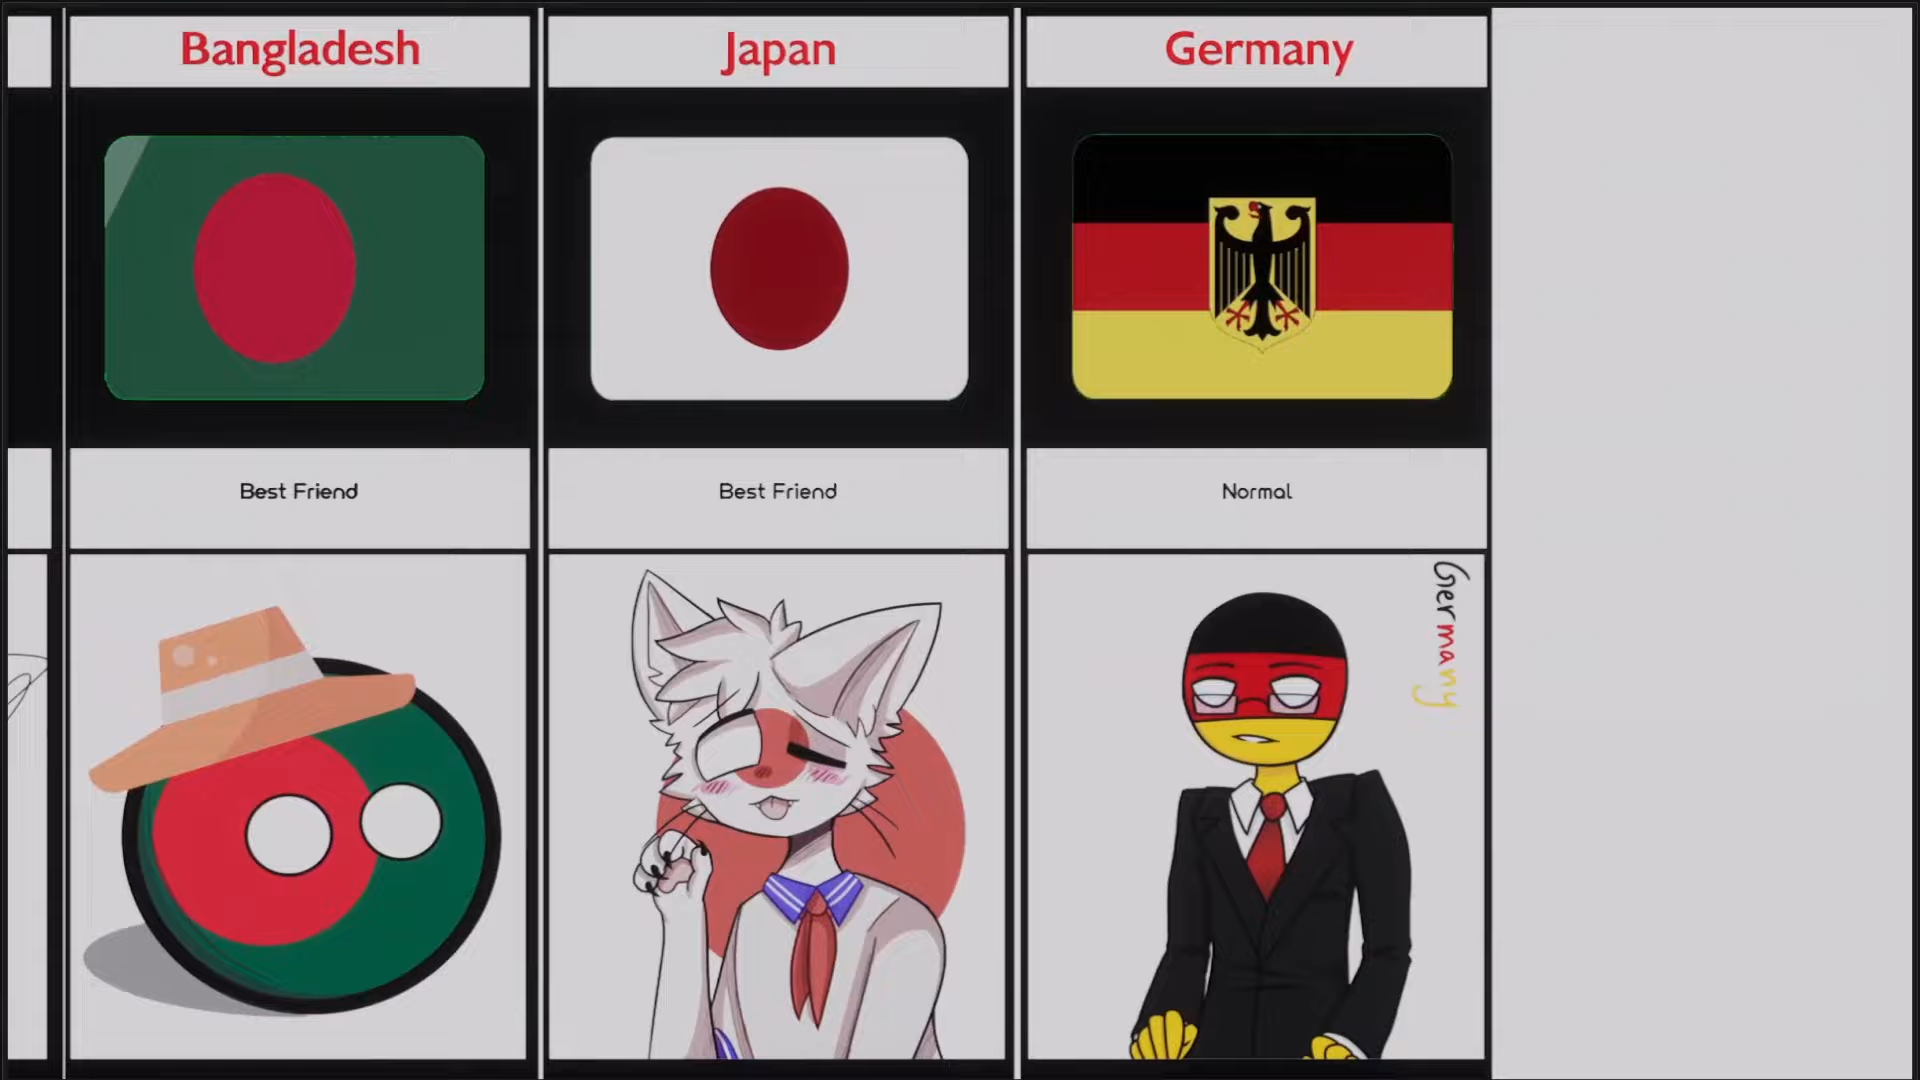 Bangladesh
Japan
Germany
Best Friend
Best Friend
Normal
Germany